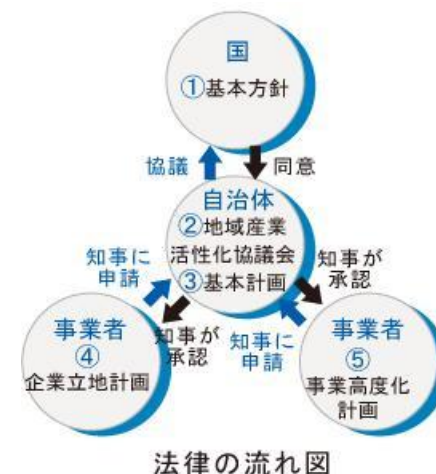 国
①基本方針
協議
同意
自治体
②地域産業
活性化協議会
③基本計画
知事に
申請
知事が
承認
知事が
承認
知事に
申請
事業者
④
企業立地計画
事業者
⑤
事業高度化
計画
法律の流れ図